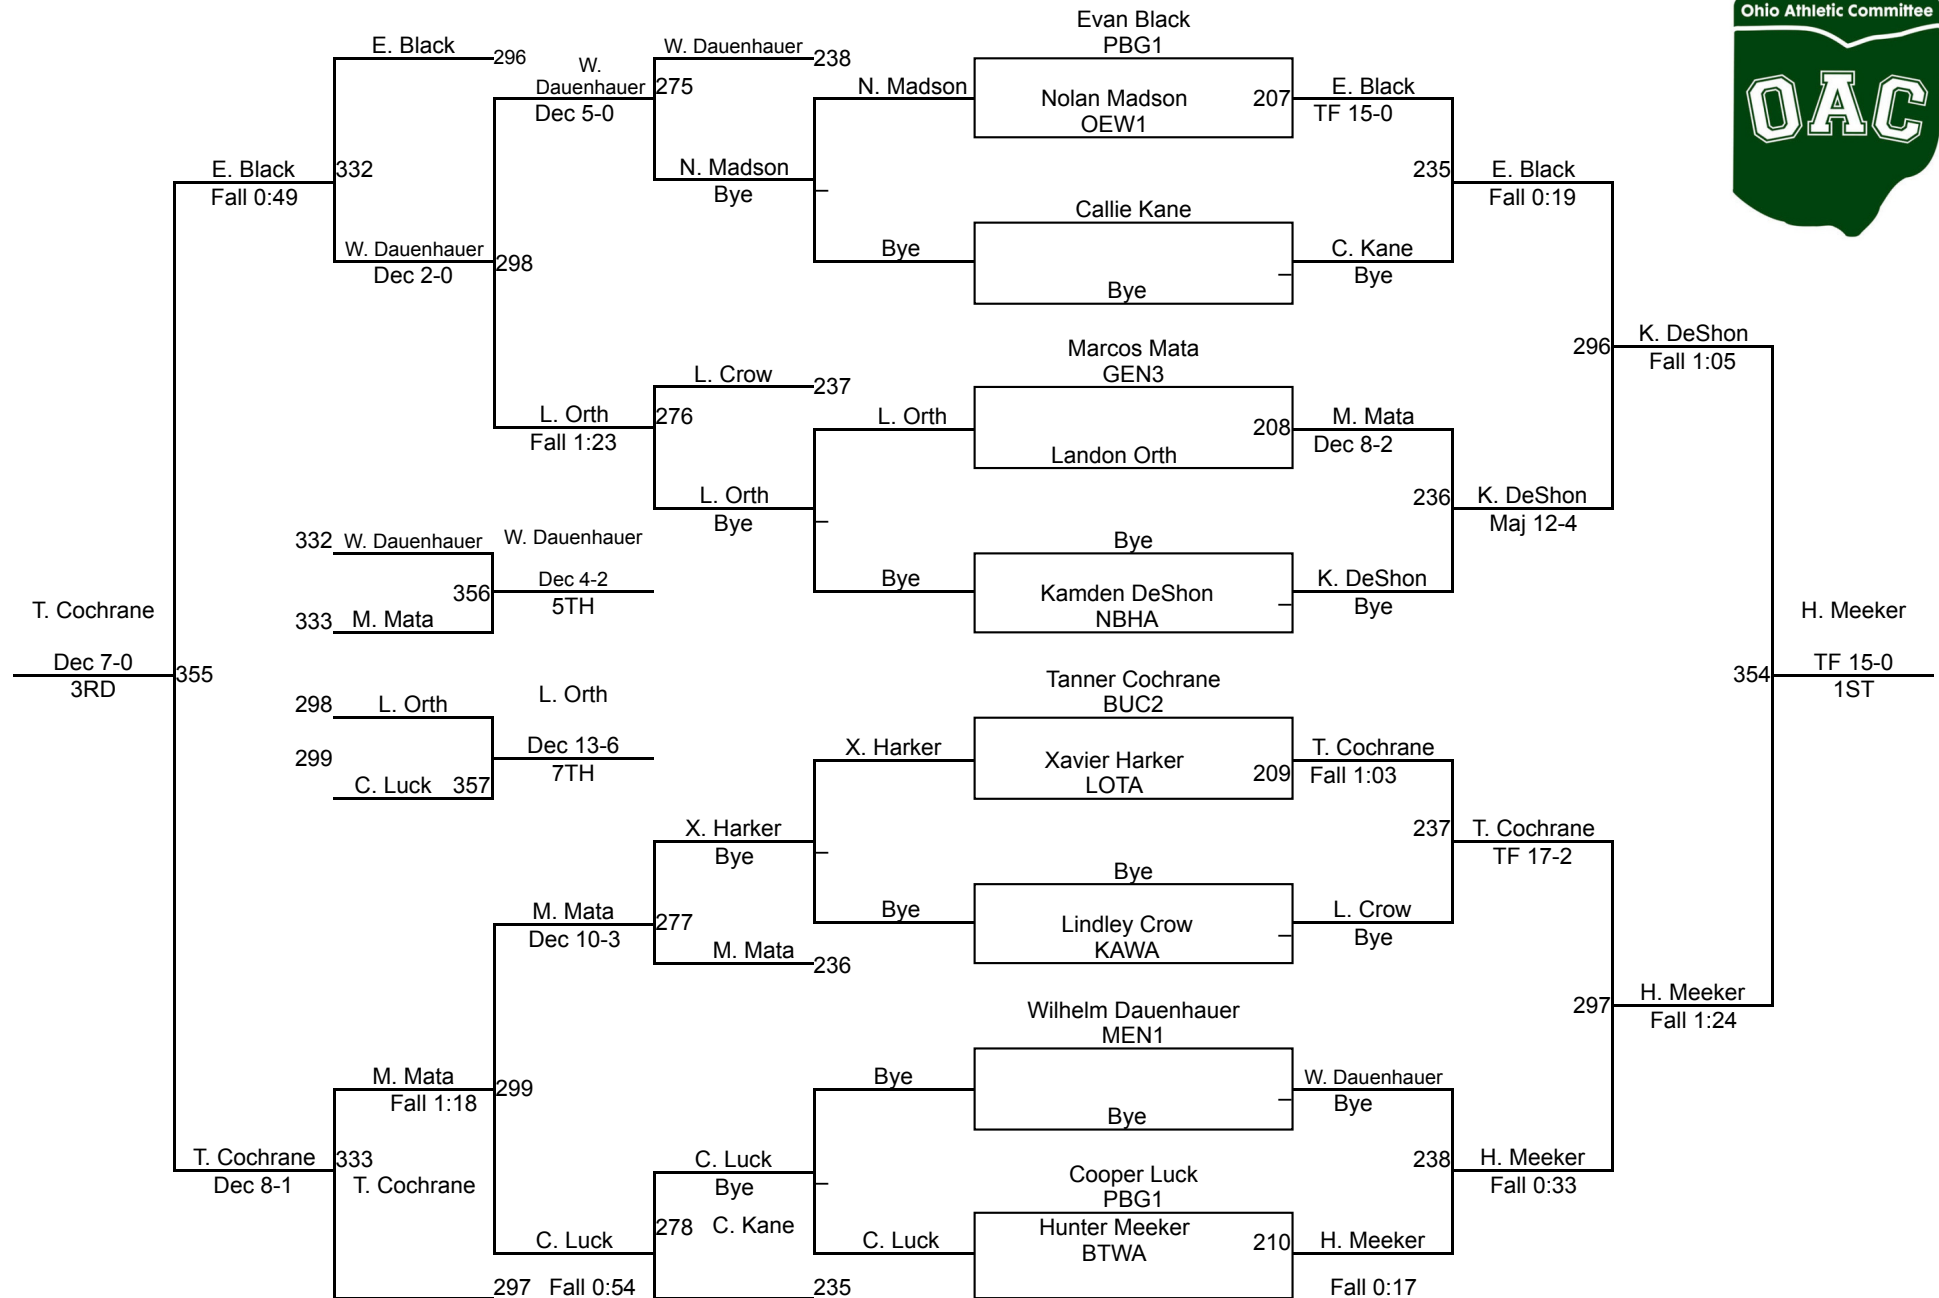 Ohio Athletic Committee
OAC
Evan Black
PBG1
E. Black
296
W.
Dauenhauer
275
Dec 5-0
W. Dauenhauer
238
N. Madson
Nolan Madson
OEW1
207
E. Black
TF 15-0
E. Black
Fall 0:49
332
N. Madson
Bye
235
E. Black
Fall 0:19
Callie Kane
W. Dauenhauer
Dec 2-0
298
Bye
Bye
C. Kane
Bye
Marcos Mata
GEN3
296
K. DeShon
Fall 1:05
L. Crow
237
L. Orth
Fall 1:23
276
L. Orth
Landon Orth
208
M. Mata
Dec 8-2
L. Orth
Bye
236
K. DeShon
Maj 12-4
332
W. Dauenhauer
W. Dauenhauer
356
Dec 4-2
5TH
333
M. Mata
Bye
Bye
Kamden DeShon
NBHA
K. DeShon
Bye
T. Cochrane
Dec 7-0
3RD
355
H. Meeker
354
TF 15-0
1ST
298
L. Orth
L. Orth
299
Dec 13-6
7TH
C. Luck
357
Tanner Cochrane
BUC2
X. Harker
Xavier Harker
LOTA
209
T. Cochrane
Fall 1:03
X. Harker
Bye
237
T. Cochrane
TF 17-2
Bye
M. Mata
Dec 10-3
277
Bye
Lindley Crow
KAWA
L. Crow
Bye
M. Mata
236
Wilhelm Dauenhauer
MEN1
297
H. Meeker
Fall 1:24
M. Mata
Fall 1:18
299
Bye
Bye
W. Dauenhauer
Bye
T. Cochrane
Dec 8-1
333
T. Cochrane
C. Luck
Bye
Cooper Luck
PBG1
238
H. Meeker
Fall 0:33
278
C. Kane
C. Luck
C. Luck
Hunter Meeker
BTWA
210
H. Meeker
297
Fall 0:54
235
Fall 0:17